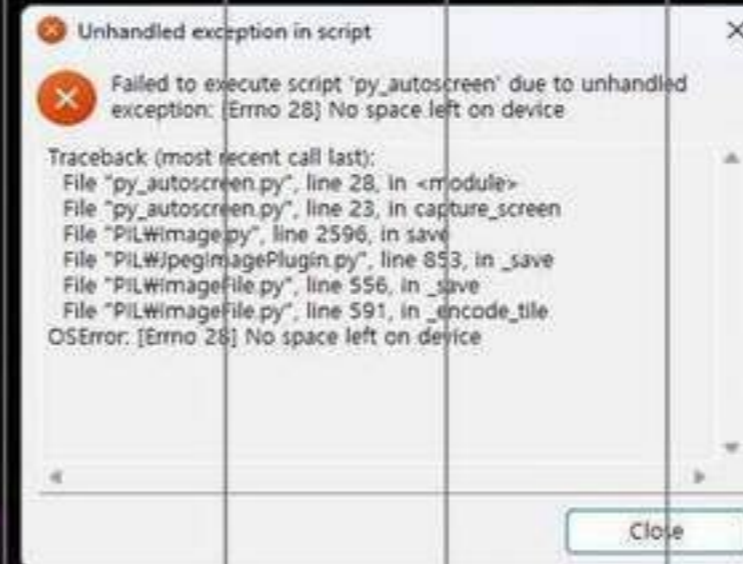 Unhandled exception in script
Failed to execute script 'py_autoscreen' due to unhandled
exception: [Errno 28] No space left on device
Traceback (most recent call last):
File "py_autoscreen.py", line 28, in <module>
File "py_autoscreen.py", line 23, in capture_screen
File "PIL₩Image.py", line 2596, in save
File "PIL₩JpegImagePlugin.py", line 853, in _save
File "PIL₩ImageFile.py", line 556, in _save
File "PIL₩ImageFile.py", line 591, in _encode_tile
OSError: [Errno 28] No space left on device
Close